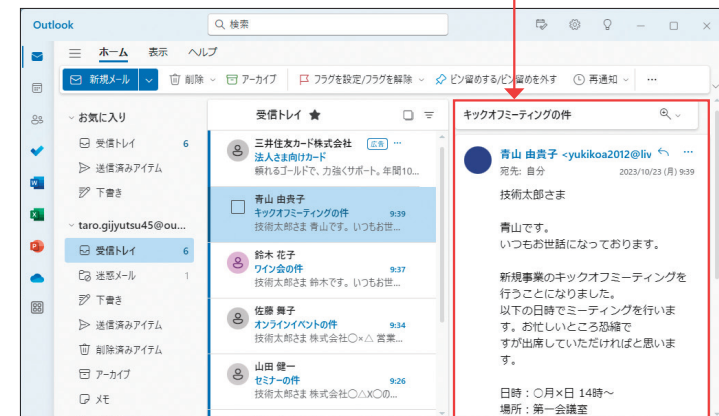 Outlook
検索
ホーム 表示 ヘルプ
新規メール 削除 アーカイブ フラグを設定/フラグを解除 ピン留めする/ピン留めを外す 再通知 …
お気に入り
受信トレイ 6
送信済みアイテム
下書き
taro.gijyutsu45@ou...
受信トレイ 6
迷惑メール 1
下書き
送信済みアイテム
削除済みアイテム
アーカイブ
メモ
受信トレイ ★
三井住友カード株式会社 広告 …
法人さま向けカード
頼れるゴールドで、力強くサポート。年間10...
青山 由貴子
キックオフミーティングの件 9:39
技術太郎さま 青山です。いつもお世...
鈴木 花子
ワイン会の件 9:37
技術太郎さま 鈴木です。いつもお世...
佐藤 舞子
オンラインイベントの件 9:34
技術太郎さま 株式会社〇×△ 営業...
山田 健一
セミナーの件 9:26
技術太郎さま 株式会社〇△X〇の...
キックオフミーティングの件
青山 由貴子 <yukikoa2012@liv …
宛先: 自分 2023/10/23 (月) 9:39
技術太郎さま
青山です。
いつもお世話になっております。
新規事業のキックオフミーティングを
行うことになりました。
以下の日時でミーティングを行いま
す。お忙しいところ恐縮で
すが出席していただければと思いま
す。
日時：〇月×日 14時～
場所：第一会議室